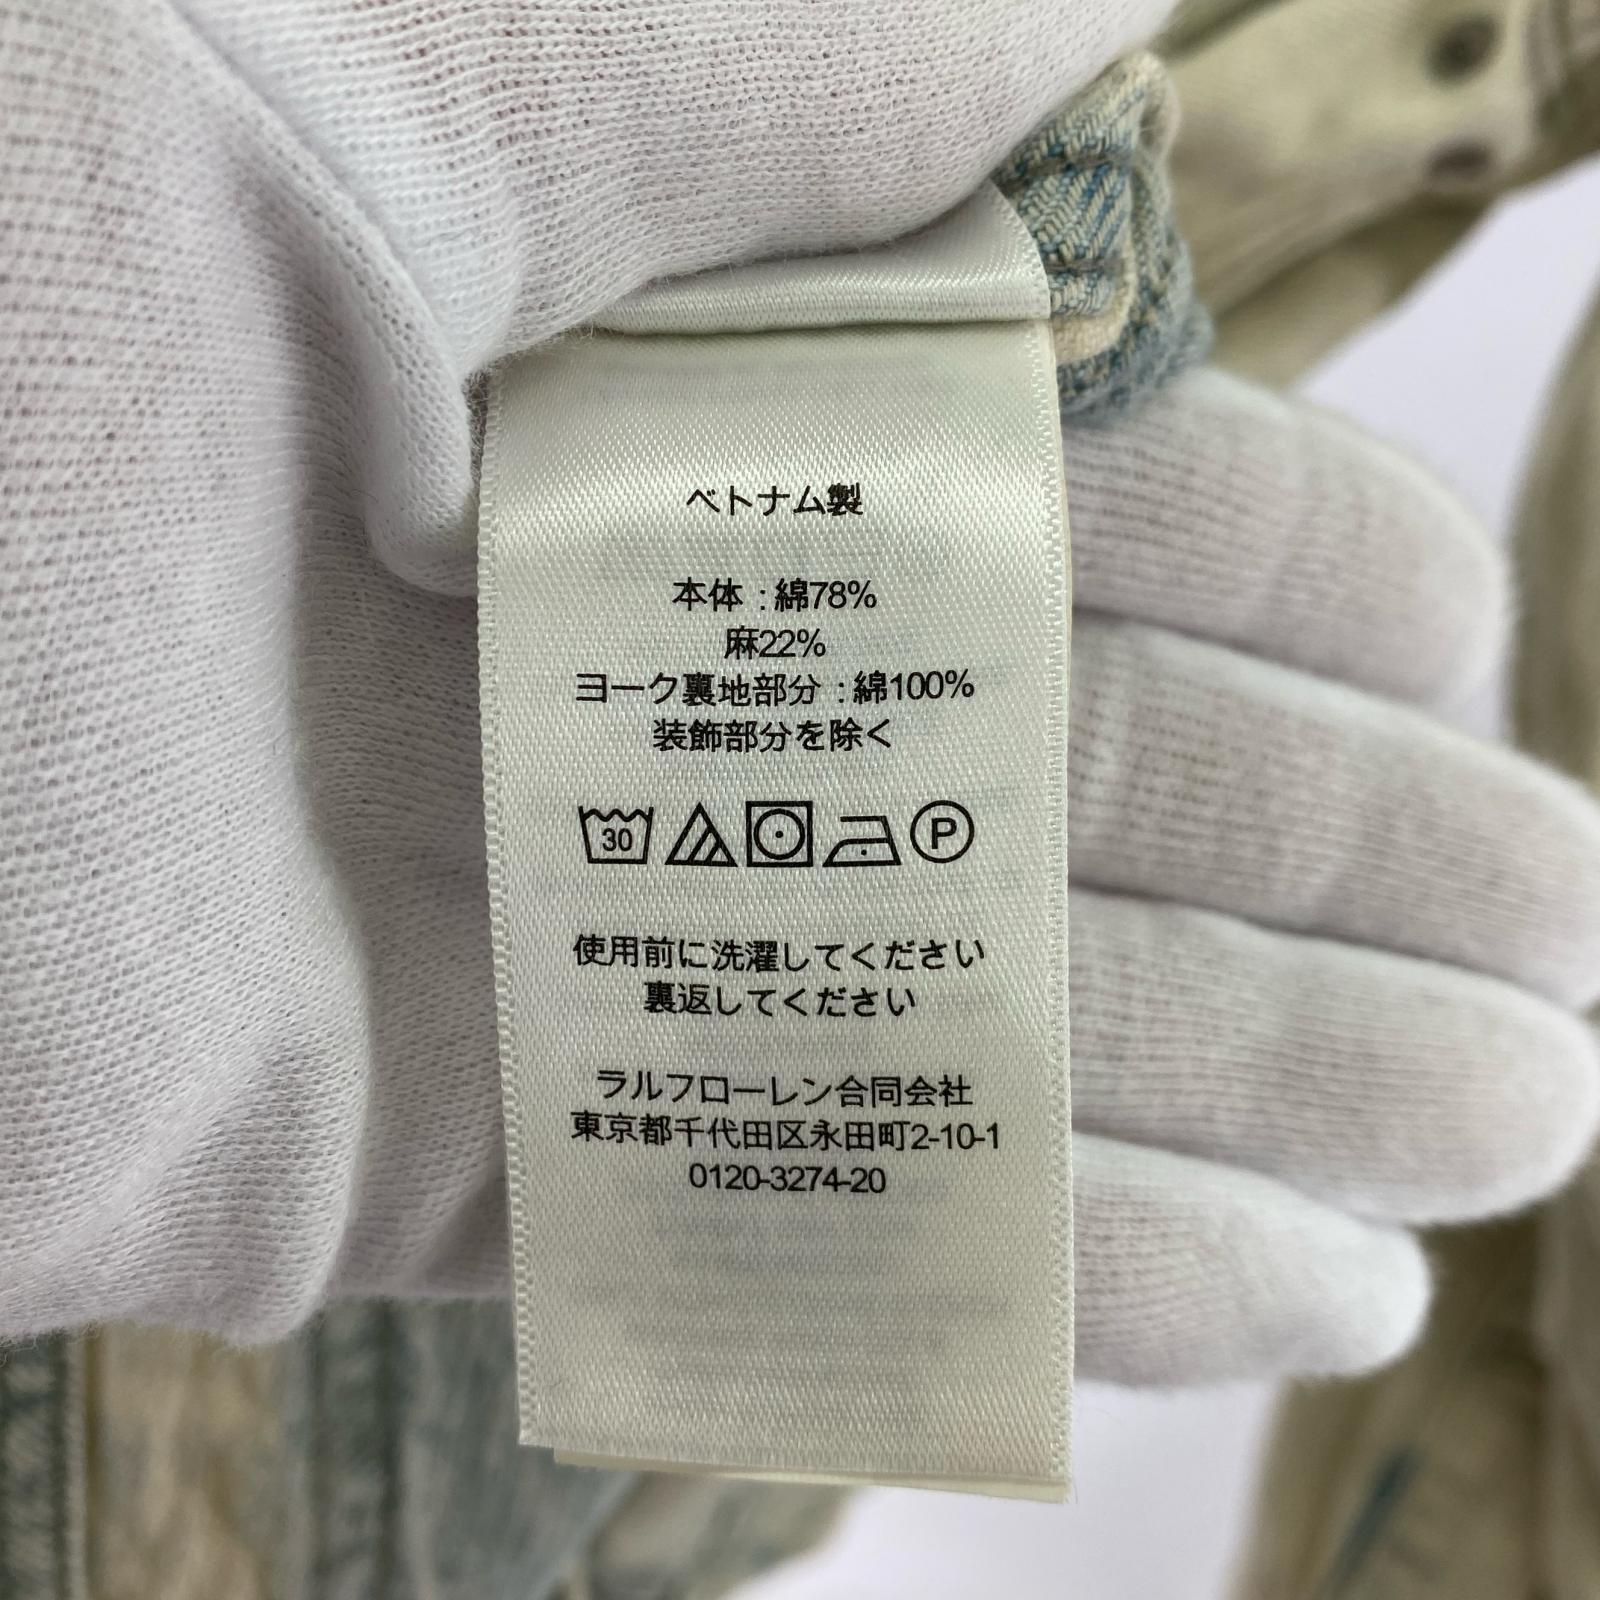 ベトナム製
本体:綿78%
麻22%
ヨーク裏地部分:綿100%
装飾部分を除く
30 P
使用前に洗濯してください
裏返してください
ラルフローレン合同会社
東京都千代田区永田町2-10-1
0120-3274-20